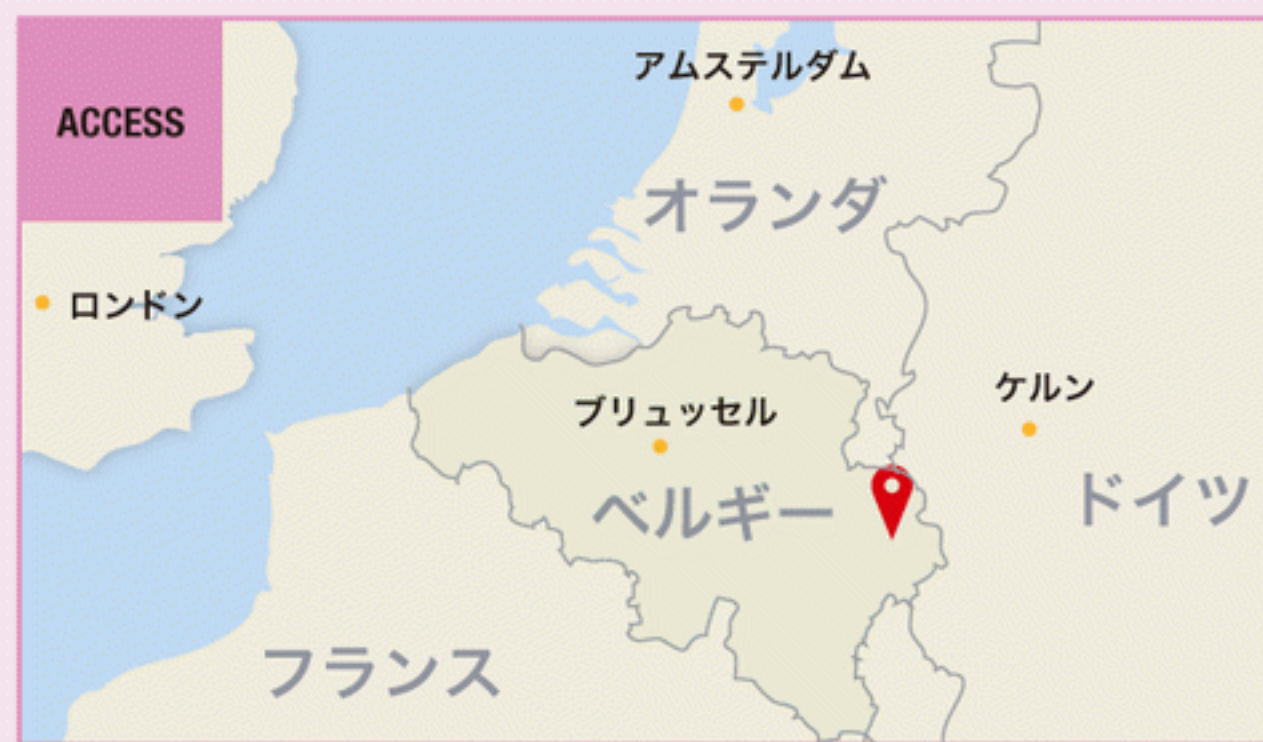 ACCESS
アムステルダム
オランダ
ロンドン
ケルン
ブリュッセル
ベルギー
ドイツ
フランス